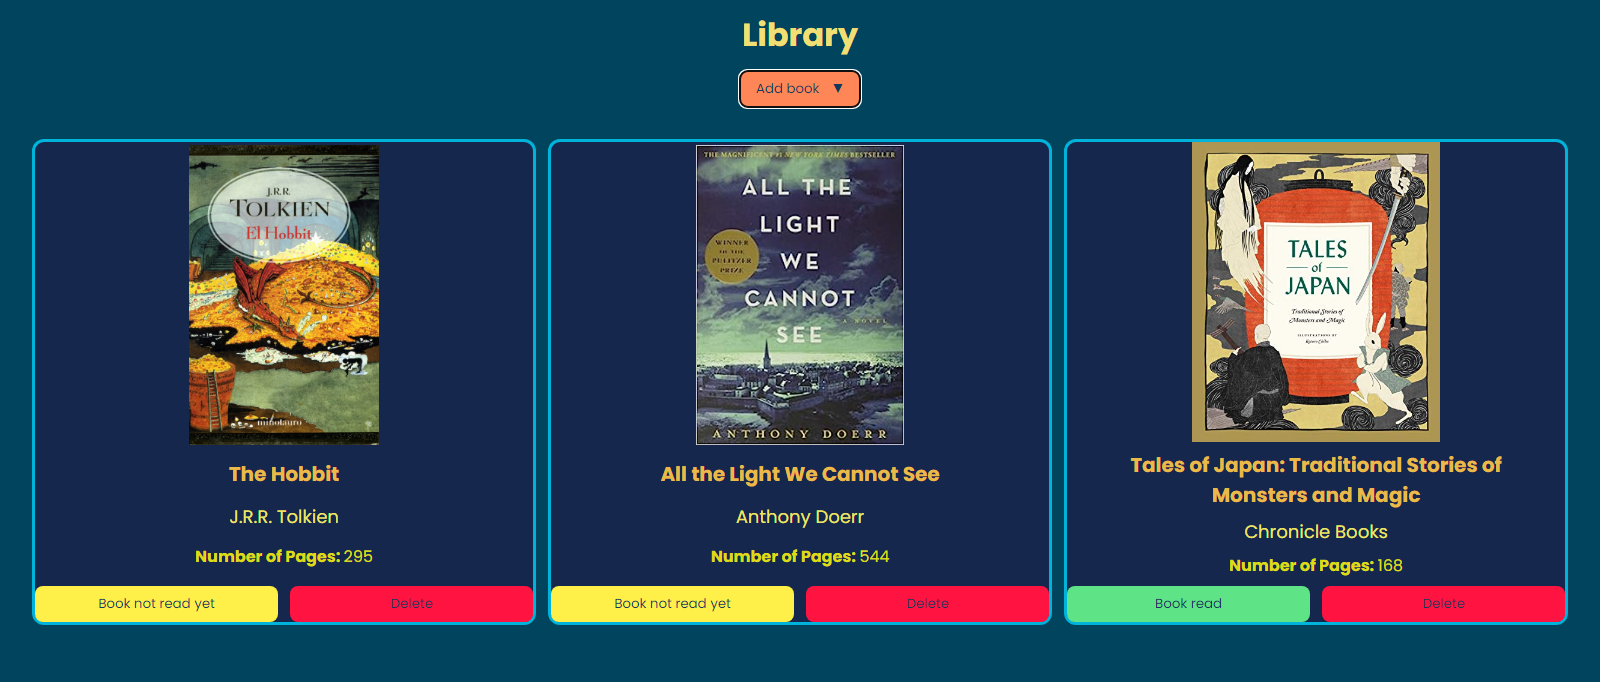 Library
Add book ▼
J.R.R.
TOLKIEN
El Hobbit
minotauro
The Hobbit
J.R.R. Tolkien
Number of Pages: 295
Book not read yet
Delete
THE MAGNIFICANT #1 NEW YORK TIMES BESTSELLER
ALL THE
LIGHT
WE
CANNOT
SEE
WINNER
OF THE
PULITZER
PRIZE
A NOVEL
ANTHONY DOERR
All the Light We Cannot See
Anthony Doerr
Number of Pages: 544
Book not read yet
Delete
TALES
of
JAPAN
Traditional Stories of
Monsters and Magic
ILLUSTRATIONS BY
Tales of Japan: Traditional Stories of
Monsters and Magic
Chronicle Books
Number of Pages: 168
Book read
Delete